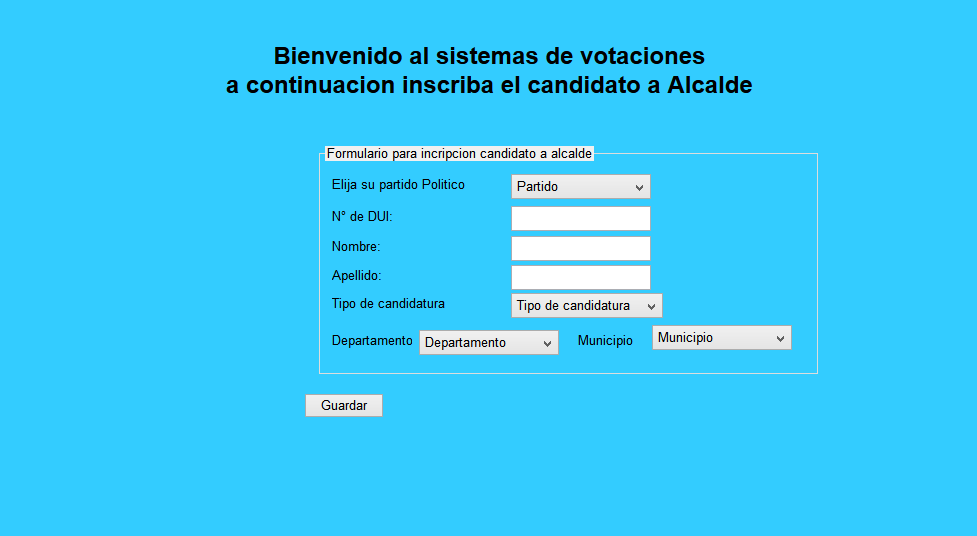 Bienvenido al sistemas de votaciones
a continuacion inscriba el candidato a Alcalde
Formulario para incripcion candidato a alcalde
Elija su partido Politico Partido
N° de DUI:
Nombre:
Apellido:
Tipo de candidatura Tipo de candidatura
Departamento Departamento Municipio Municipio
Guardar